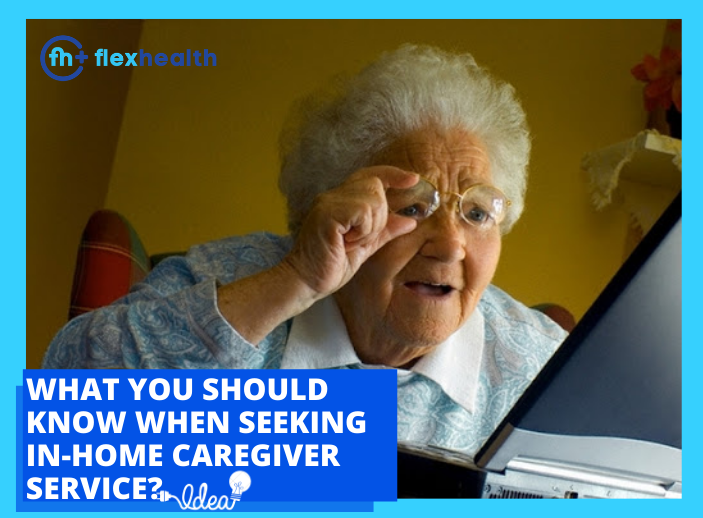 fh+ flexhealth
WHAT YOU SHOULD
KNOW WHEN SEEKING
IN-HOME CAREGIVER
SERVICE?
Idea